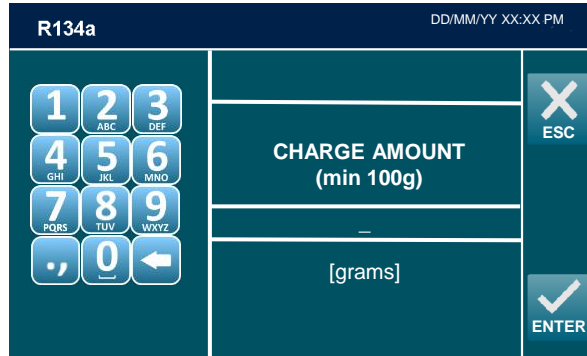 R134a
DD/MM/YY XX:XX PM
1
2 ABC
3 DEF
4 GHI
5 JKL
6 MNO
7 PQRS
8 TUV
9 WXYZ
.,
0
CHARGE AMOUNT
(min 100g)
_
[grams]
ESC
ENTER